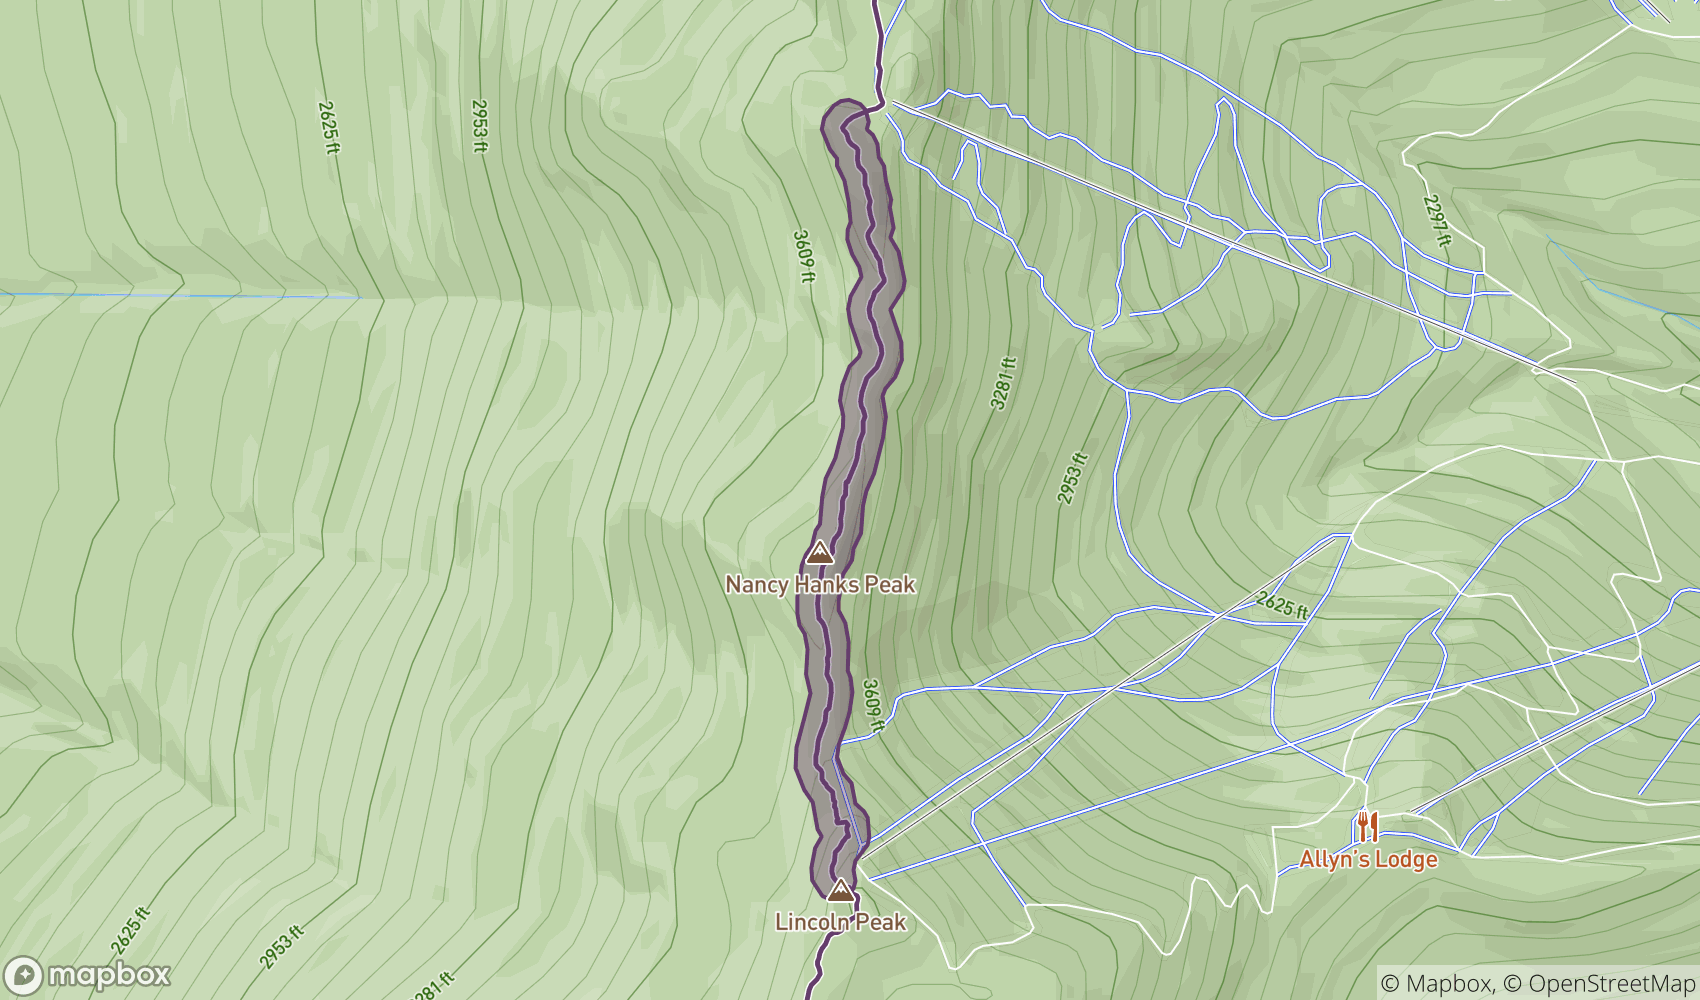 2625 ft
2953 ft
2297 ft
3609 ft
3281 ft
2953 ft
Nancy Hanks Peak
2625 ft
3609 ft
Allyn's Lodge
Lincoln Peak
2625 ft
2953 ft
3281 ft
mapbox
© Mapbox, © OpenStreetMap